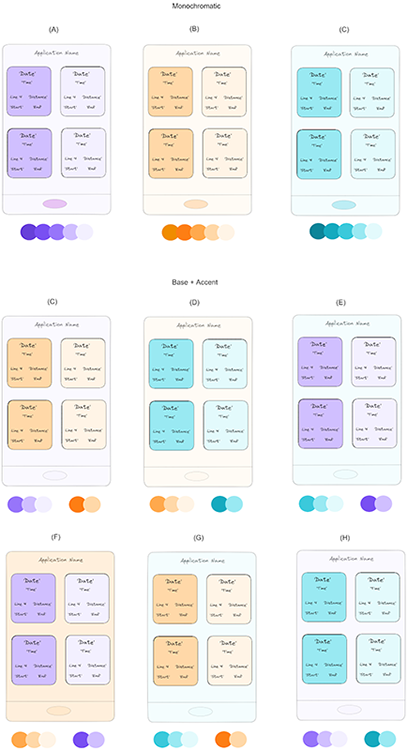 Monochromatic
(A) (B) (C)
Application Name Application Name Application Name
'Date' 'Date' 'Date' 'Date' 'Date' 'Date'
'Time' 'Time' 'Time' 'Time' 'Time' 'Time'
Line # Distance' Line # Distance' Line # Distance' Line # Distance' Line # Distance' Line # Distance'
'Start' 'End' 'Start' 'End' 'Start' 'End' 'Start' 'End' 'Start' 'End' 'Start' 'End'
'Date' 'Date' 'Date' 'Date' 'Date' 'Date'
'Time' 'Time' 'Time' 'Time' 'Time' 'Time'
Line # Distance' Line # Distance' Line # Distance' Line # Distance' Line # Distance' Line # Distance'
'Start' 'End' 'Start' 'End' 'Start' 'End' 'Start' 'End' 'Start' 'End' 'Start' 'End'
Base + Accent
(C) (D) (E)
Application Name Application Name Application Name
'Date' 'Date' 'Date' 'Date' 'Date' 'Date'
'Time' 'Time' 'Time' 'Time' 'Time' 'Time'
Line # Distance' Line # Distance' Line # Distance' Line # Distance' Line # Distance' Line # Distance'
'Start' 'End' 'Start' 'End' 'Start' 'End' 'Start' 'End' 'Start' 'End' 'Start' 'End'
'Date' 'Date' 'Date' 'Date' 'Date' 'Date'
'Time' 'Time' 'Time' 'Time' 'Time' 'Time'
Line # Distance' Line # Distance' Line # Distance' Line # Distance' Line # Distance' Line # Distance'
'Start' 'End' 'Start' 'End' 'Start' 'End' 'Start' 'End' 'Start' 'End' 'Start' 'End'
(F) (G) (H)
Application Name Application Name Application Name
'Date' 'Date' 'Date' 'Date' 'Date' 'Date'
'Time' 'Time' 'Time' 'Time' 'Time' 'Time'
Line # Distance' Line # Distance' Line # Distance' Line # Distance' Line # Distance' Line # Distance'
'Start' 'End' 'Start' 'End' 'Start' 'End' 'Start' 'End' 'Start' 'End' 'Start' 'End'
'Date' 'Date' 'Date' 'Date' 'Date' 'Date'
'Time' 'Time' 'Time' 'Time' 'Time' 'Time'
Line # Distance' Line # Distance' Line # Distance' Line # Distance' Line # Distance' Line # Distance'
'Start' 'End' 'Start' 'End' 'Start' 'End' 'Start' 'End' 'Start' 'End' 'Start' 'End'